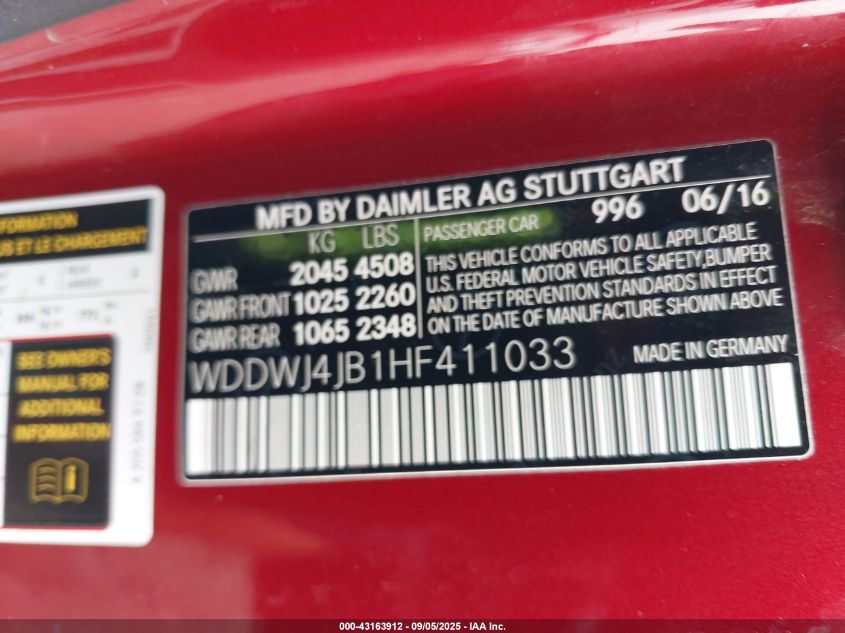 NFORMATION
US ET LE CHARGEMENT
SEE OWNER'S
MANUAL FOR
ADDITIONAL
INFORMATION
MFD BY DAIMLER AG STUTTGART
KG LBS PASSENGER CAR 996 06/16
GVWR 2045 4508
GAWR FRONT 1025 2260
GAWR REAR 1065 2348
THIS VEHICLE CONFORMS TO ALL APPLICABLE
U.S. FEDERAL MOTOR VEHICLE SAFETY,BUMPER
AND THEFT PREVENTION STANDARDS IN EFFECT
ON THE DATE OF MANUFACTURE SHOWN ABOVE
WDDWJ4JB1HF411033 MADE IN GERMANY
000-43163912 - 09/05/2025 - IAA Inc.